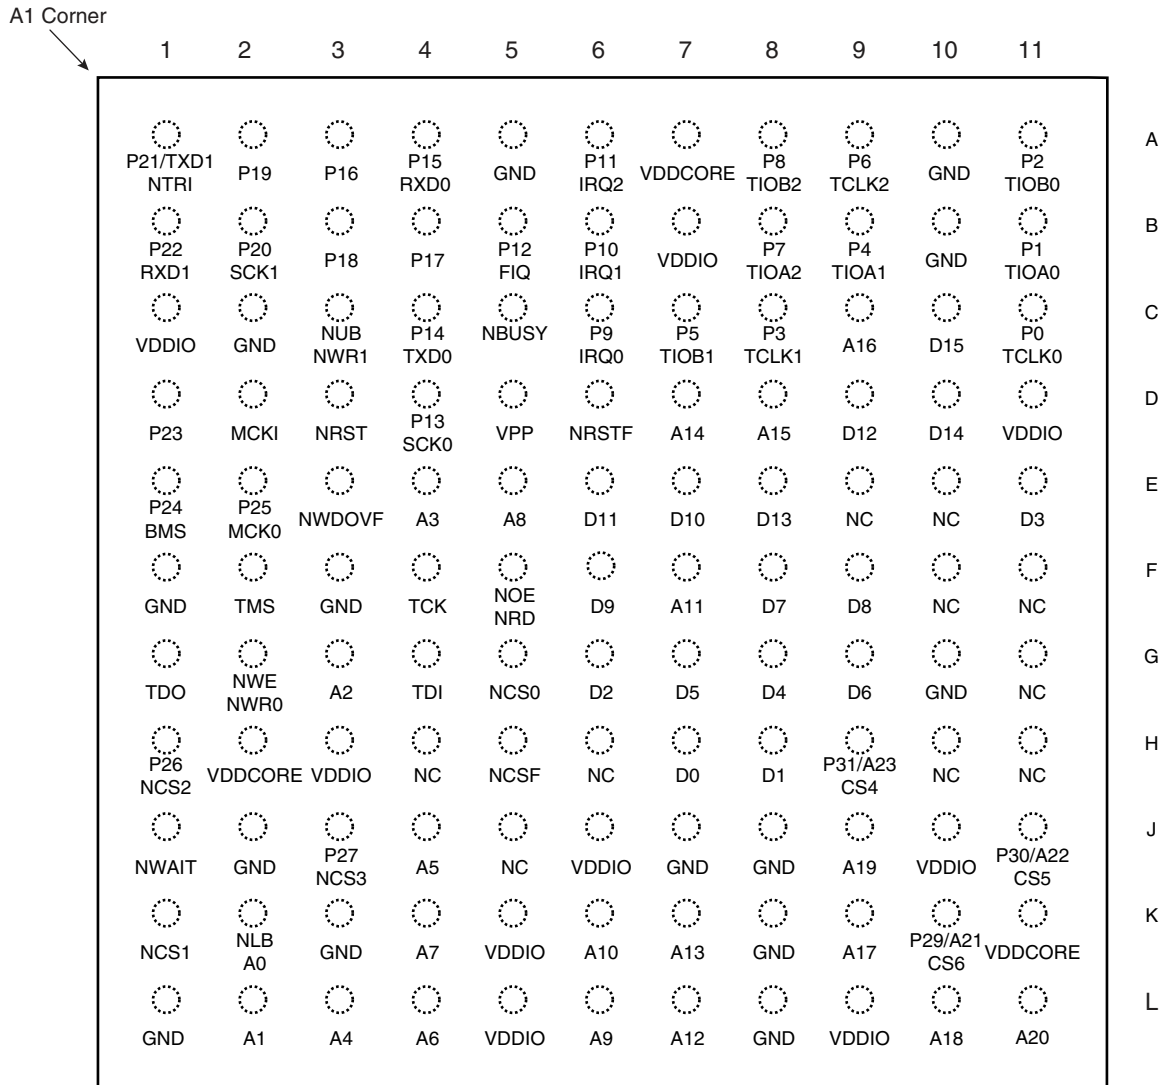 A1 Corner
1 2 3 4 5 6 7 8 9 10 11
A
P21/TXD1 P19 P16 P15 GND P11 VDDCORE P8 P6 GND P2
NTRI RXD0 IRQ2 TIOB2 TCLK2 TIOB0
B
P22 P20 P18 P17 P12 P10 VDDIO P7 P4 GND P1
RXD1 SCK1 FIQ IRQ1 TIOA2 TIOA1 TIOA0
C
VDDIO GND NUB P14 NBUSY P9 P5 P3 A16 D15 P0
NWR1 TXD0 IRQ0 TIOB1 TCLK1 TCLK0
D
P23 MCKI NRST P13 VPP NRSTF A14 A15 D12 D14 VDDIO
SCK0
E
P24 P25 NWDOVF A3 A8 D11 D10 D13 NC NC D3
BMS MCK0
F
GND TMS GND TCK NOE D9 A11 D7 D8 NC NC
NRD
G
TDO NWE A2 TDI NCS0 D2 D5 D4 D6 GND NC
NWR0
H
P26 VDDCORE VDDIO NC NCSF NC D0 D1 P31/A23 NC NC
NCS2 CS4
J
NWAIT GND P27 A5 NC VDDIO GND GND A19 VDDIO P30/A22
NCS3 CS5
K
NCS1 NLB GND A7 VDDIO A10 A13 GND A17 P29/A21 VDDCORE
A0 CS6
L
GND A1 A4 A6 VDDIO A9 A12 GND VDDIO A18 A20